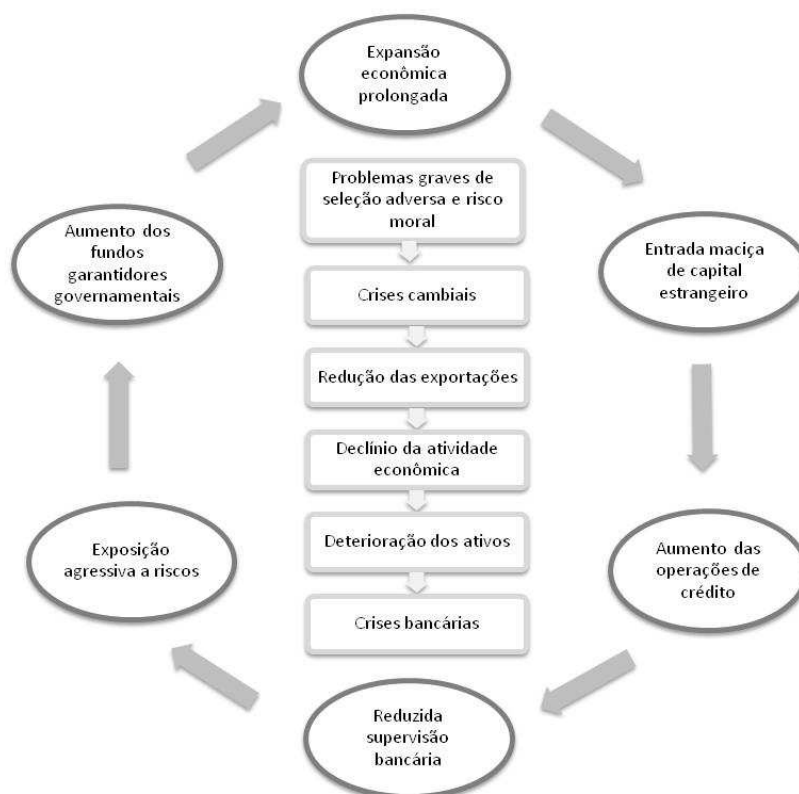 Expansão
econômica
prolongada
Problemas graves de
seleção adversa e risco
moral
Aumento dos
fundos
garantidores
governamentais
Entrada maciça
de capital
estrangeiro
Crises cambiais
Redução das exportações
Declínio da atividade
econômica
Deterioração dos ativos
Exposição
agressiva a riscos
Aumento das
operações de
crédito
Crises bancárias
Reduzida
supervisão
bancária